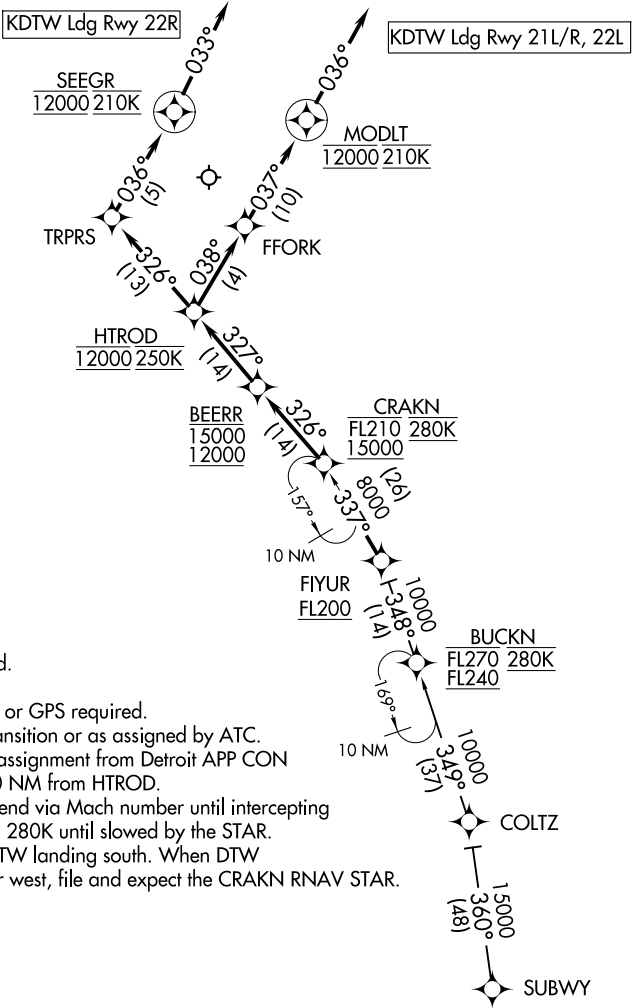 KDTW Ldg Rwy 22R
033°
036°
KDTW Ldg Rwy 21L/R, 22L
SEEGR
12000 210K
MODLT
12000 210K
036°
(5)
037°
(10)
TRPRS
FFORK
326°
(13)
038°
(4)
HTROD
12000 250K
327°
(14)
BEERR
15000
12000
326°
(14)
CRAKN
FL210 280K
15000
(26)
8000
337°
157°
10 NM
FIYUR
FL200
10000
348°
(14)
BUCKN
FL270 280K
FL240
169°
10 NM
10000
349°
(37)
COLTZ
15000
360°
(48)
SUBWY
d.
or GPS required.
ansition or as assigned by ATC.
assignment from Detroit APP CON
0 NM from HTROD.
end via Mach number until intercepting
280K until slowed by the STAR.
TW landing south. When DTW
r west, file and expect the CRAKN RNAV STAR.